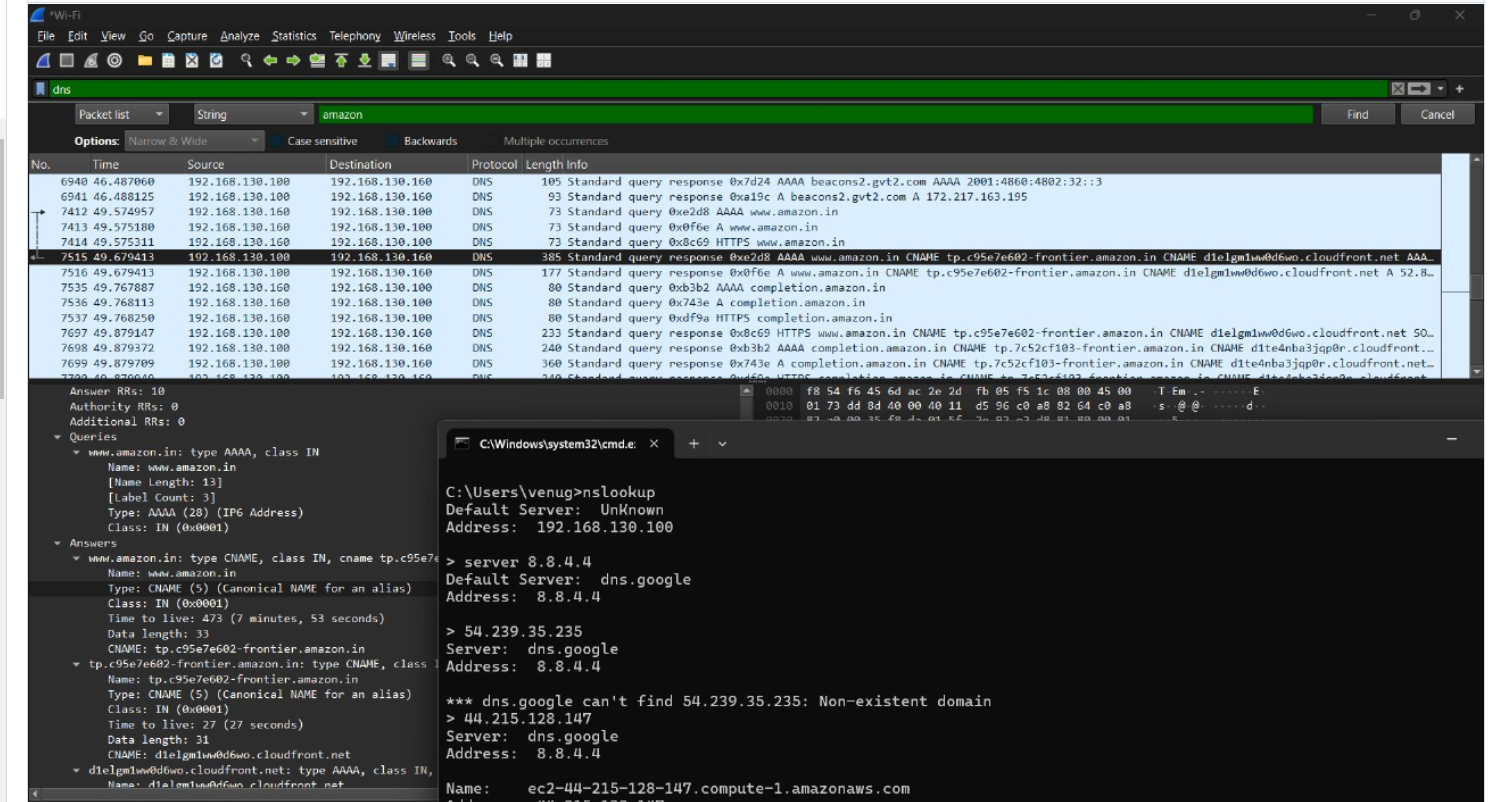 *Wi-Fi
File Edit View Go Capture Analyze Statistics Telephony Wireless Tools Help
dns
Packet list String amazon Find Cancel
Options: Narrow & Wide Case sensitive Backwards Multiple occurrences
No. Time Source Destination Protocol Length Info
6940 46.487060 192.168.130.100 192.168.130.160 DNS 105 Standard query response 0x7d24 AAAA beacons2.gvt2.com AAAA 2001:4860:4802:32::3
6941 46.488125 192.168.130.100 192.168.130.160 DNS 93 Standard query response 0xa19c A beacons2.gvt2.com A 172.217.163.195
7412 49.574957 192.168.130.160 192.168.130.100 DNS 73 Standard query 0xe2d8 AAAA www.amazon.in
7413 49.575180 192.168.130.160 192.168.130.100 DNS 73 Standard query 0x0f6e A www.amazon.in
7414 49.575311 192.168.130.160 192.168.130.100 DNS 73 Standard query 0x8c69 HTTPS www.amazon.in
7515 49.679413 192.168.130.100 192.168.130.160 DNS 385 Standard query response 0xe2d8 AAAA www.amazon.in CNAME tp.c95e7e602-frontier.amazon.in CNAME d1elgm1ww0d6wo.cloudfront.net AAA…
7516 49.679413 192.168.130.100 192.168.130.160 DNS 177 Standard query response 0x0f6e A www.amazon.in CNAME tp.c95e7e602-frontier.amazon.in CNAME d1elgm1ww0d6wo.cloudfront.net A 52.8…
7535 49.767887 192.168.130.160 192.168.130.100 DNS 80 Standard query 0xb3b2 AAAA completion.amazon.in
7536 49.768113 192.168.130.160 192.168.130.100 DNS 80 Standard query 0x743e A completion.amazon.in
7537 49.768250 192.168.130.160 192.168.130.100 DNS 80 Standard query 0xdf9a HTTPS completion.amazon.in
7697 49.879147 192.168.130.100 192.168.130.160 DNS 233 Standard query response 0x8c69 HTTPS www.amazon.in CNAME tp.c95e7e602-frontier.amazon.in CNAME d1elgm1ww0d6wo.cloudfront.net SO…
7698 49.879372 192.168.130.100 192.168.130.160 DNS 240 Standard query response 0xb3b2 AAAA completion.amazon.in CNAME tp.7c52cf103-frontier.amazon.in CNAME d1te4nba3jqp0r.cloudfront.…
7699 49.879709 192.168.130.100 192.168.130.160 DNS 360 Standard query response 0x743e A completion.amazon.in CNAME tp.7c52cf103-frontier.amazon.in CNAME d1te4nba3jqp0r.cloudfront.net…
Answer RRs: 10
Authority RRs: 0
Additional RRs: 0
Queries
www.amazon.in: type AAAA, class IN
Name: www.amazon.in
[Name Length: 13]
[Label Count: 3]
Type: AAAA (28) (IP6 Address)
Class: IN (0x0001)
Answers
www.amazon.in: type CNAME, class IN, cname tp.c95e7e
Name: www.amazon.in
Type: CNAME (5) (Canonical NAME for an alias)
Class: IN (0x0001)
Time to live: 473 (7 minutes, 53 seconds)
Data length: 33
CNAME: tp.c95e7e602-frontier.amazon.in
tp.c95e7e602-frontier.amazon.in: type CNAME, class
Name: tp.c95e7e602-frontier.amazon.in
Type: CNAME (5) (Canonical NAME for an alias)
Class: IN (0x0001)
Time to live: 27 (27 seconds)
Data length: 31
CNAME: d1elgm1ww0d6wo.cloudfront.net
d1elgm1ww0d6wo.cloudfront.net: type AAAA, class IN,
Name: d1elgm1ww0d6wo.cloudfront.net
0000 f8 54 f6 45 6d ac 2e 2d fb 05 f5 1c 08 00 45 00 ·T·Em·.- ······E·
0010 01 73 dd 8d 40 00 40 11 d5 96 c0 a8 82 64 c0 a8 ·s··@·@· ·····d··
C:\Windows\system32\cmd.e:
C:\Users\venug>nslookup
Default Server: UnKnown
Address: 192.168.130.100
> server 8.8.4.4
Default Server: dns.google
Address: 8.8.4.4
> 54.239.35.235
Server: dns.google
Address: 8.8.4.4
*** dns.google can't find 54.239.35.235: Non-existent domain
> 44.215.128.147
Server: dns.google
Address: 8.8.4.4
Name: ec2-44-215-128-147.compute-1.amazonaws.com